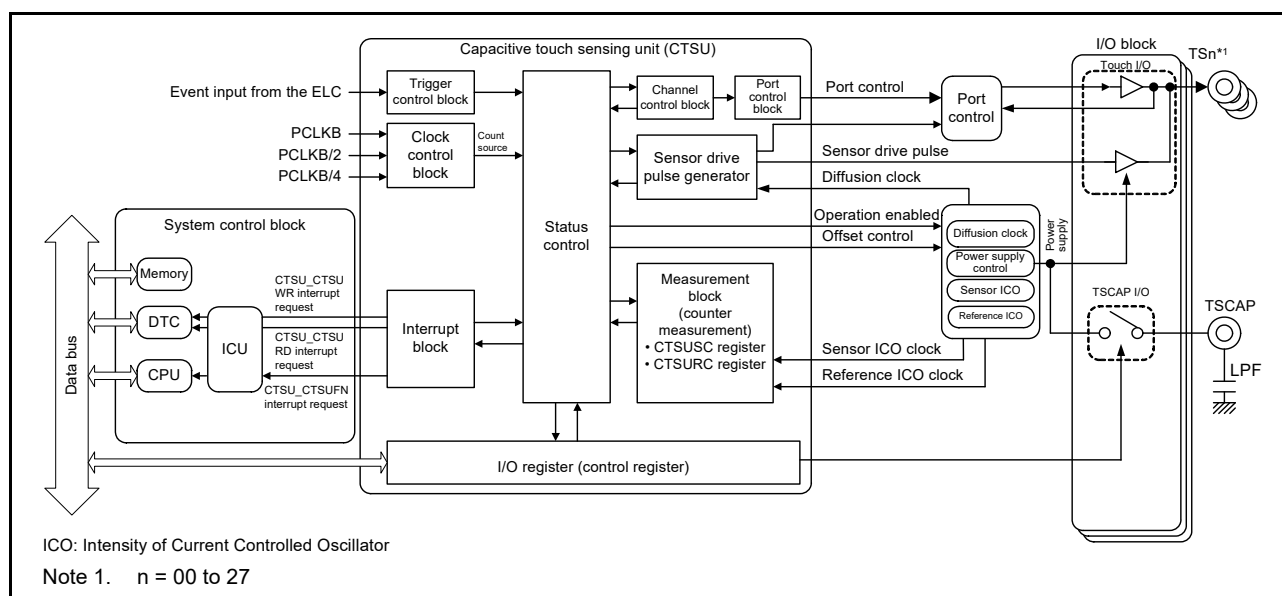 Capacitive touch sensing unit (CTSU)
I/O block
TSn*1
Touch I/O
Event input from the ELC
Trigger
control block
Channel
control block
Port
control
block
Port control
Port
control
PCLKB
PCLKB/2
PCLKB/4
Clock
control
block
Count
source
Sensor drive
pulse generator
Sensor drive pulse
Diffusion clock
System control block
Status
control
Operation enabled
Offset control
Diffusion clock
Power supply
control
Sensor ICO
Reference ICO
Power
supply
Memory
DTC
CPU
ICU
Data bus
CTSU_CTSU
WR interrupt
request
CTSU_CTSU
RD interrupt
request
CTSU_CTSUFN
interrupt request
Interrupt
block
Measurement
block
(counter
measurement)
• CTSUSC register
• CTSURC register
Sensor ICO clock
Reference ICO clock
TSCAP I/O
TSCAP
LPF
I/O register (control register)
ICO: Intensity of Current Controlled Oscillator
Note 1. n = 00 to 27